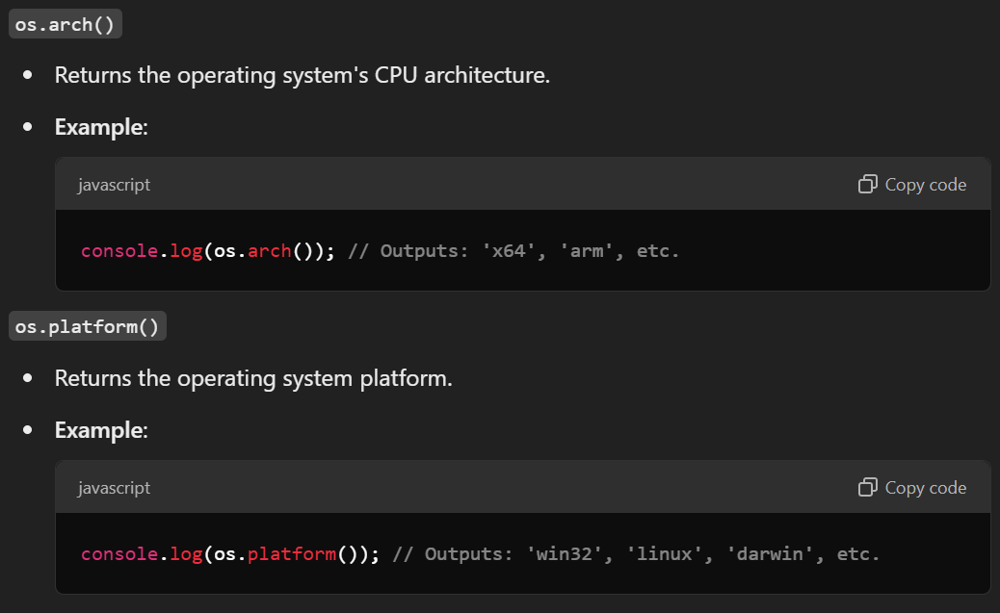 os.arch()
• Returns the operating system's CPU architecture.
• Example:
javascript Copy code
console.log(os.arch()); // Outputs: 'x64', 'arm', etc.
os.platform()
• Returns the operating system platform.
• Example:
javascript Copy code
console.log(os.platform()); // Outputs: 'win32', 'linux', 'darwin', etc.